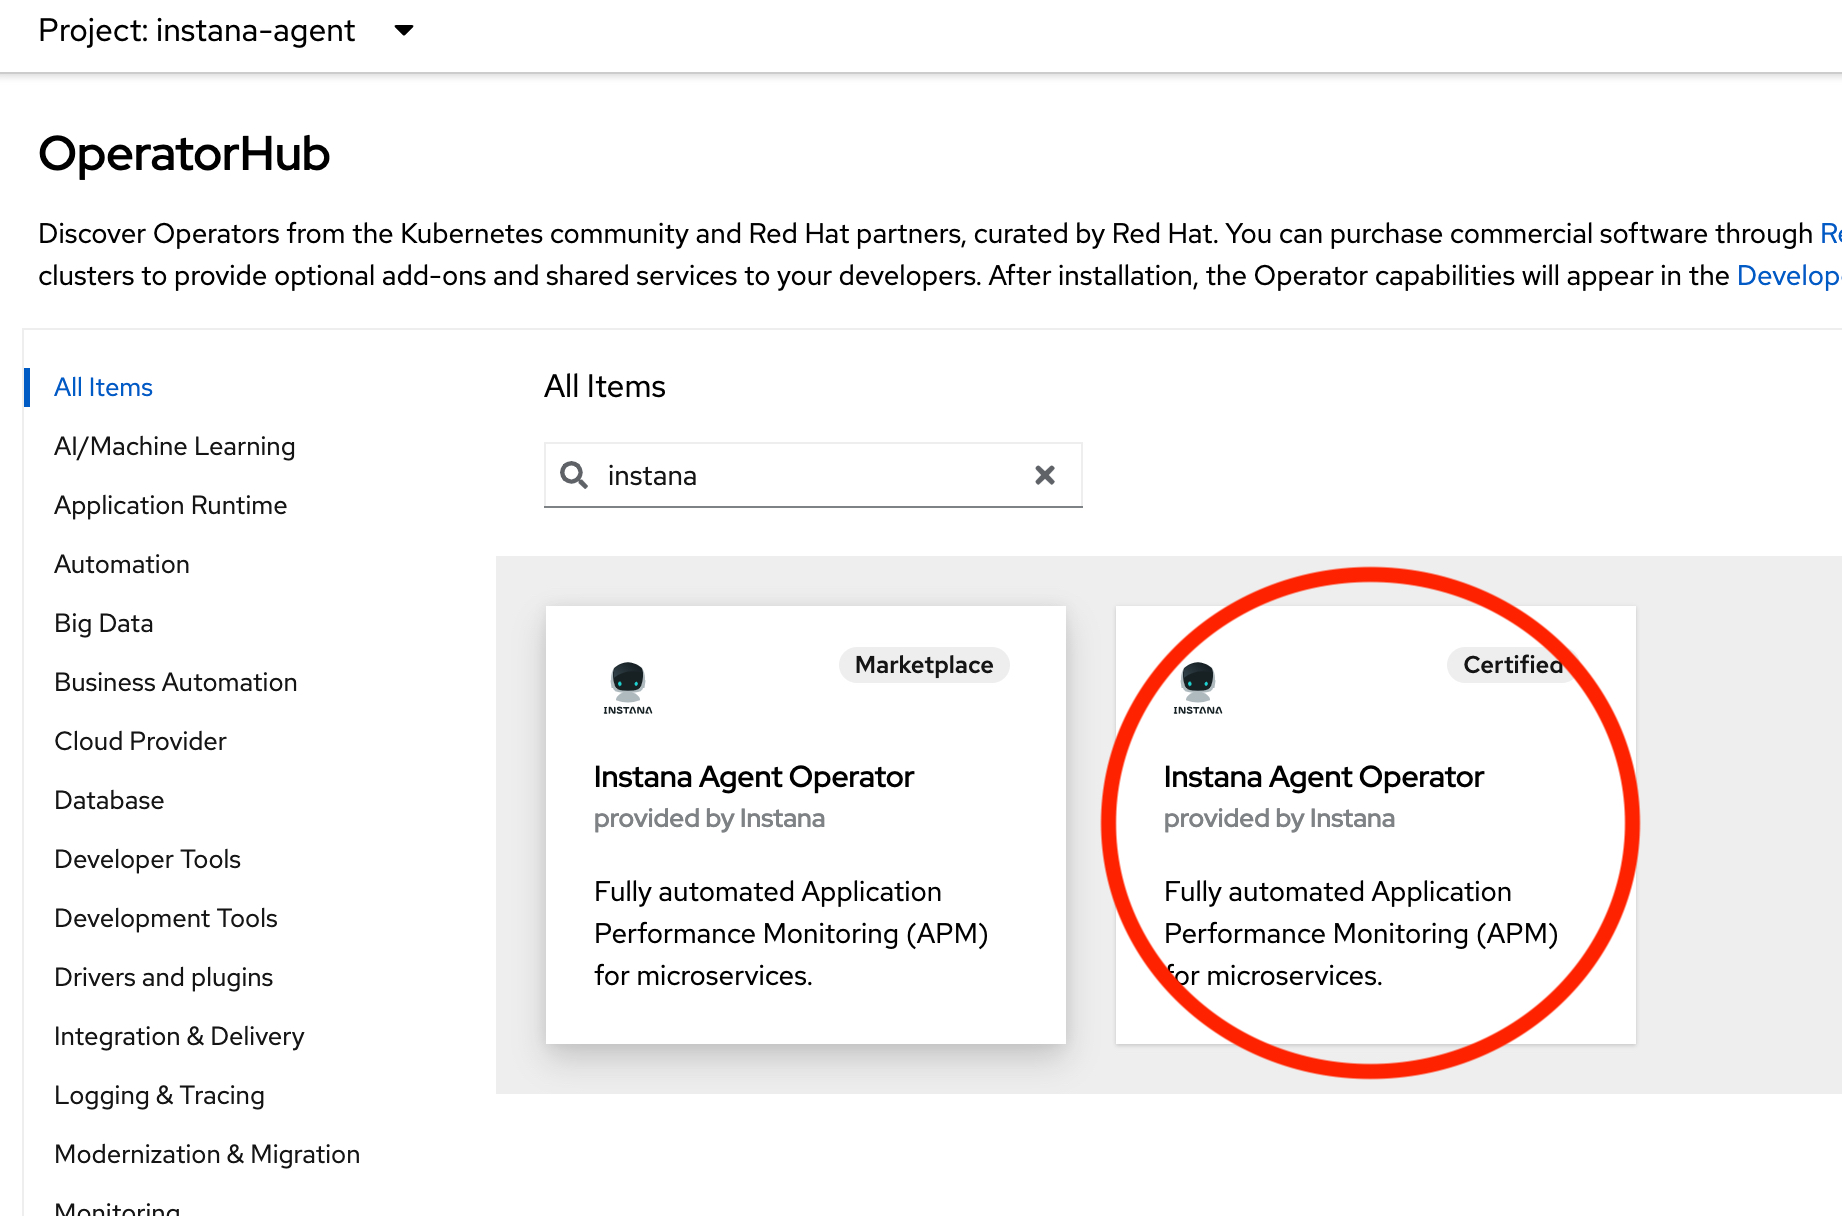 Project: instana-agent
OperatorHub
Discover Operators from the Kubernetes community and Red Hat partners, curated by Red Hat. You can purchase commercial software through
clusters to provide optional add-ons and shared services to your developers. After installation, the Operator capabilities will appear in the
All Items
AI/Machine Learning
Application Runtime
Automation
Big Data
Business Automation
Cloud Provider
Database
Developer Tools
Development Tools
Drivers and plugins
Integration & Delivery
Logging & Tracing
Modernization & Migration
Monitoring
All Items
instana
INSTANA
Marketplace
Instana Agent Operator
provided by Instana
Fully automated Application
Performance Monitoring (APM)
for microservices.
INSTANA
Certified
Instana Agent Operator
provided by Instana
Fully automated Application
Performance Monitoring (APM)
for microservices.